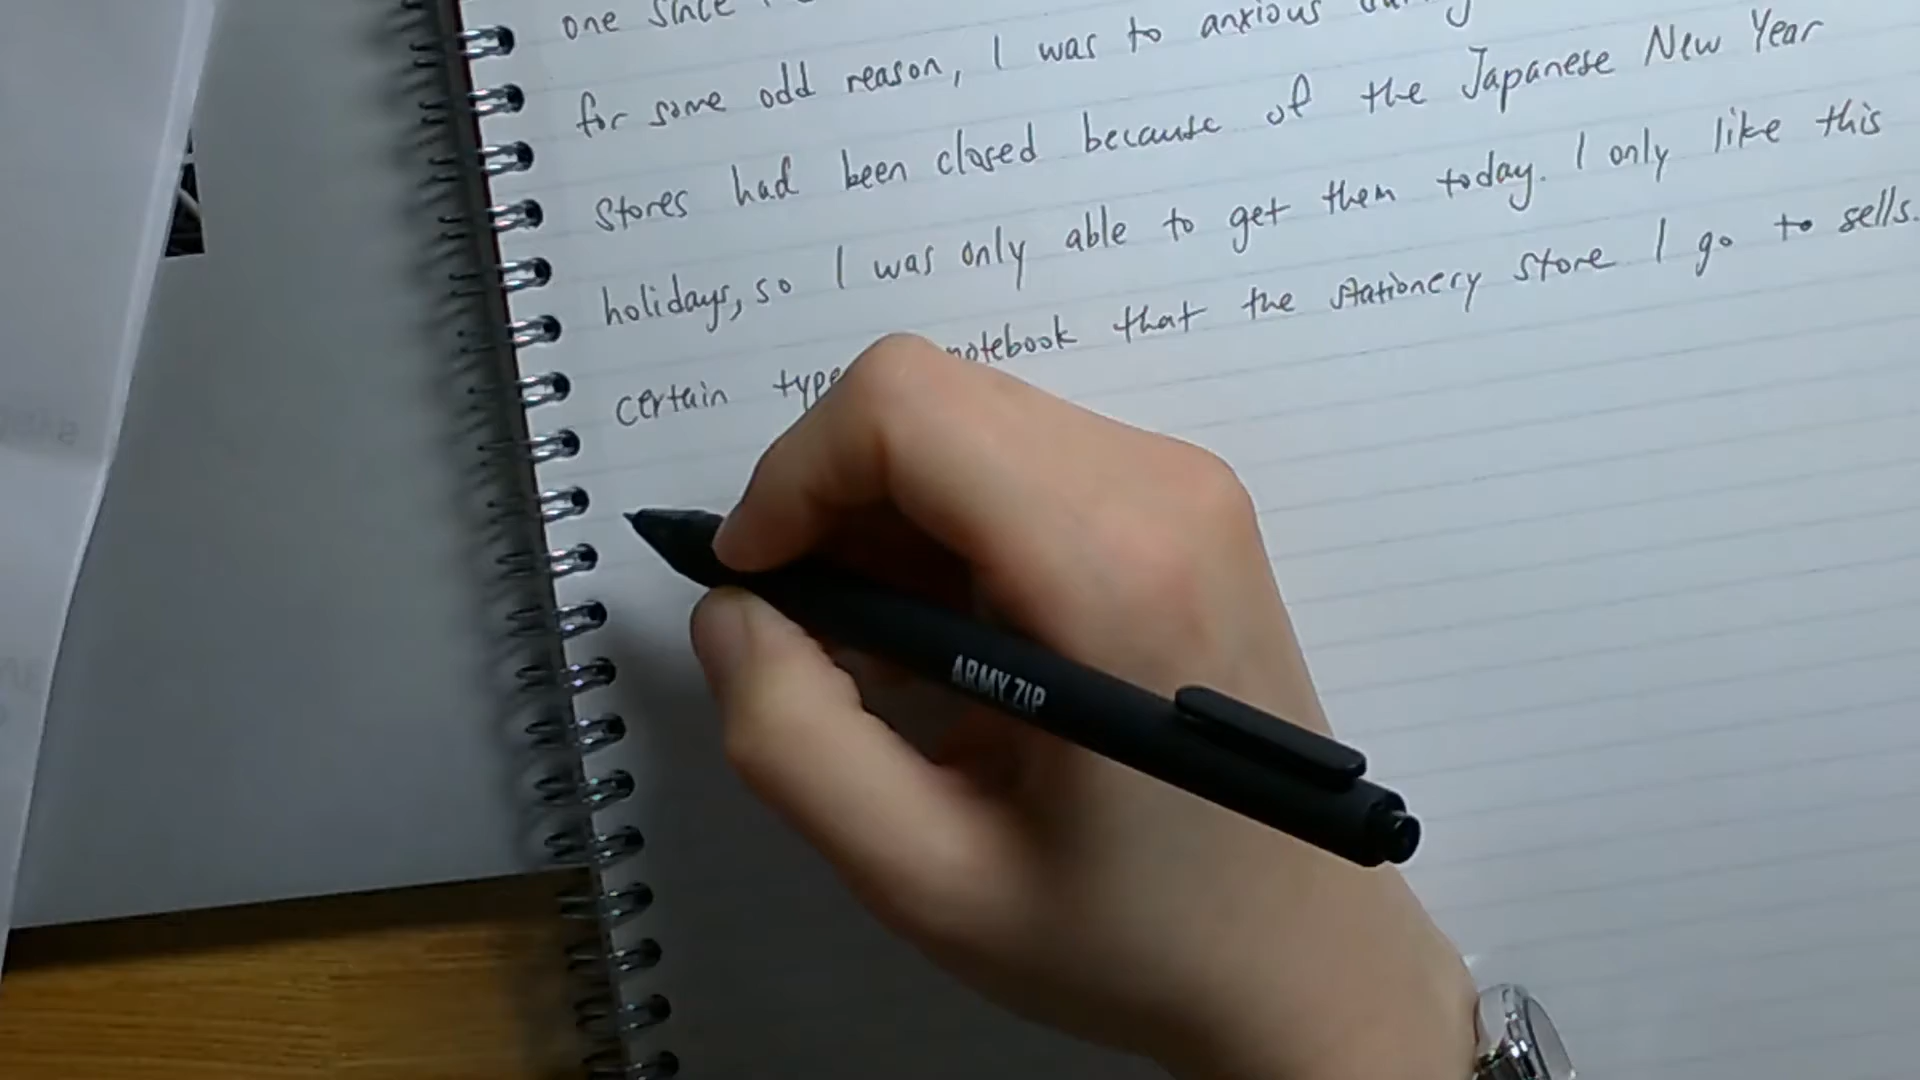 one since
for some odd reason, I was to anxious
Stores had been closed because of the Japanese New Year
holidays, so I was only able to get them today. I only like this
certain type notebook that the stationery store I go to sells.
ARMY ZIP